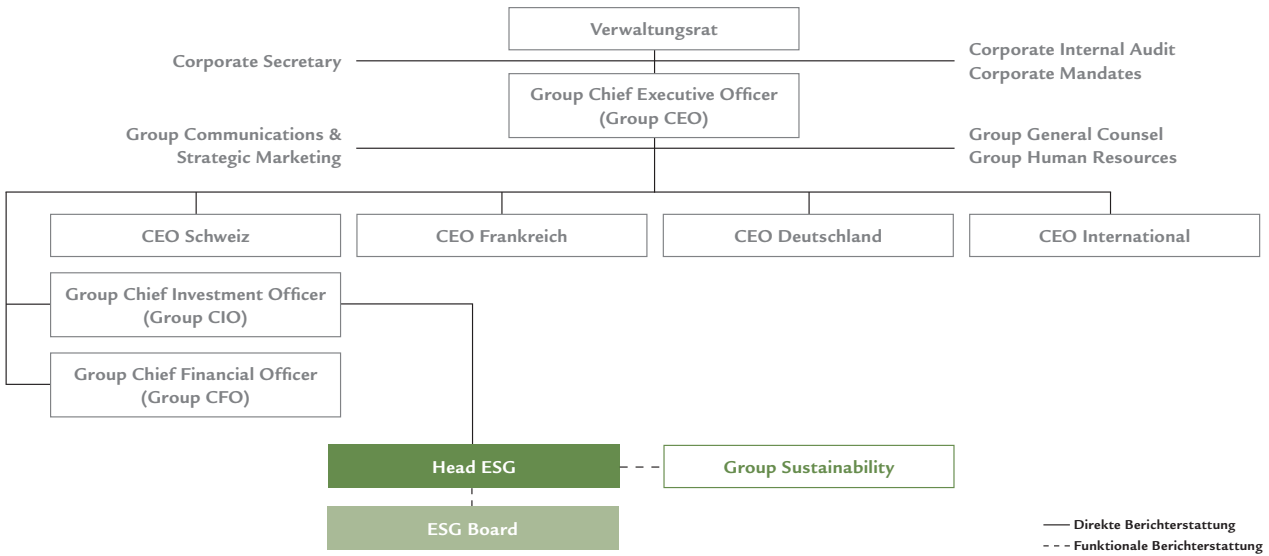 Verwaltungsrat
Corporate Secretary
Corporate Internal Audit
Corporate Mandates
Group Chief Executive Officer
(Group CEO)
Group Communications &
Strategic Marketing
Group General Counsel
Group Human Resources
CEO Schweiz
CEO Frankreich
CEO Deutschland
CEO International
Group Chief Investment Officer
(Group CIO)
Group Chief Financial Officer
(Group CFO)
Head ESG
Group Sustainability
ESG Board
Direkte Berichterstattung
Funktionale Berichterstattung